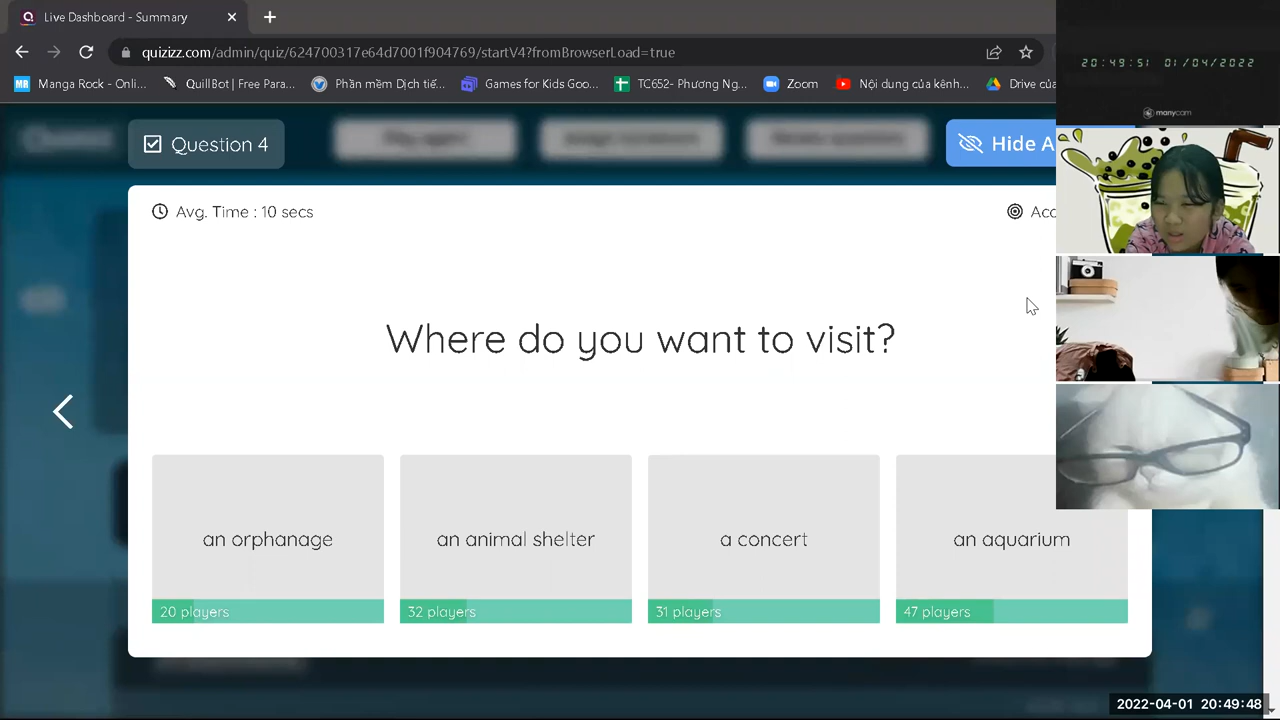 Live Dashboard - Summary
quizizz.com/admin/quiz/624700317e64d7001f904769/startV4?fromBrowserLoad=true
MR Manga Rock - Onli...
QuillBot | Free Para...
Phần mềm Dịch tiế...
Games for Kids Goo...
TC652- Phương Ng...
Zoom
Nội dung của kênh...
Drive của
20:49:51 01/04/2022
manycam
Question 4
Hide A
Avg. Time : 10 secs
Acc
Where do you want to visit?
an orphanage
an animal shelter
a concert
an aquarium
20 players
32 players
31 players
47 players
2022-04-01 20:49:48